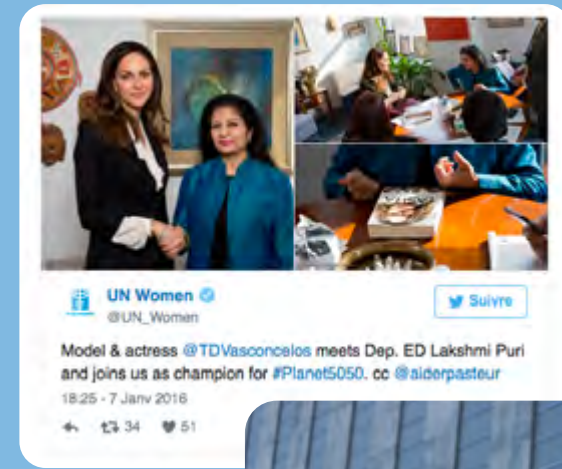 UN Women
@UN_Women
Suivre
Model & actress @TDVasconcelos meets Dep. ED Lakshmi Puri
and joins us as champion for #Planet5050. cc @aiderpasteur
18:25 - 7 Janv 2016
34 51